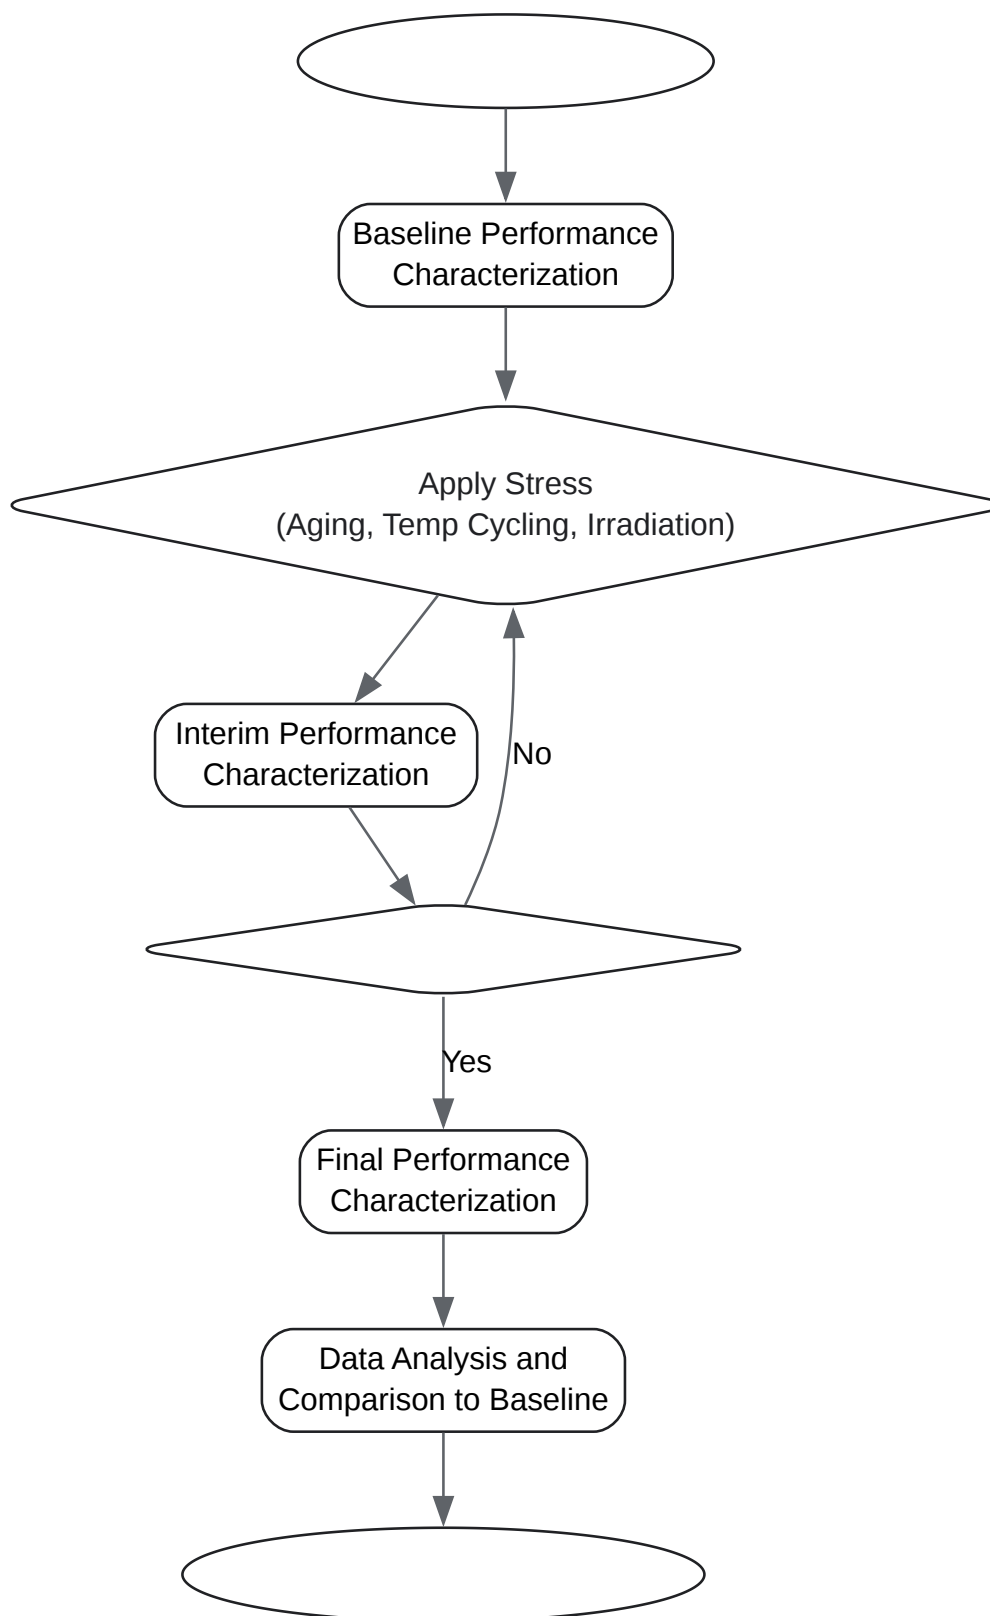 Baseline Performance
Characterization
Apply Stress
(Aging, Temp Cycling, Irradiation)
Interim Performance
Characterization
No
Yes
Final Performance
Characterization
Data Analysis and
Comparison to Baseline